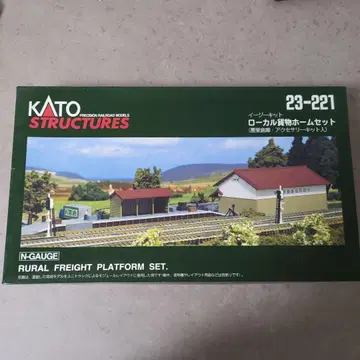 KATO
PRECISION RAILROAD MODELS
STRUCTURES
23-221
イージーキット
ローカル貨物ホームセット
(農業倉庫・アクセサリーキット入)
N-GAUGE
RURAL FREIGHT PLATFORM SET.